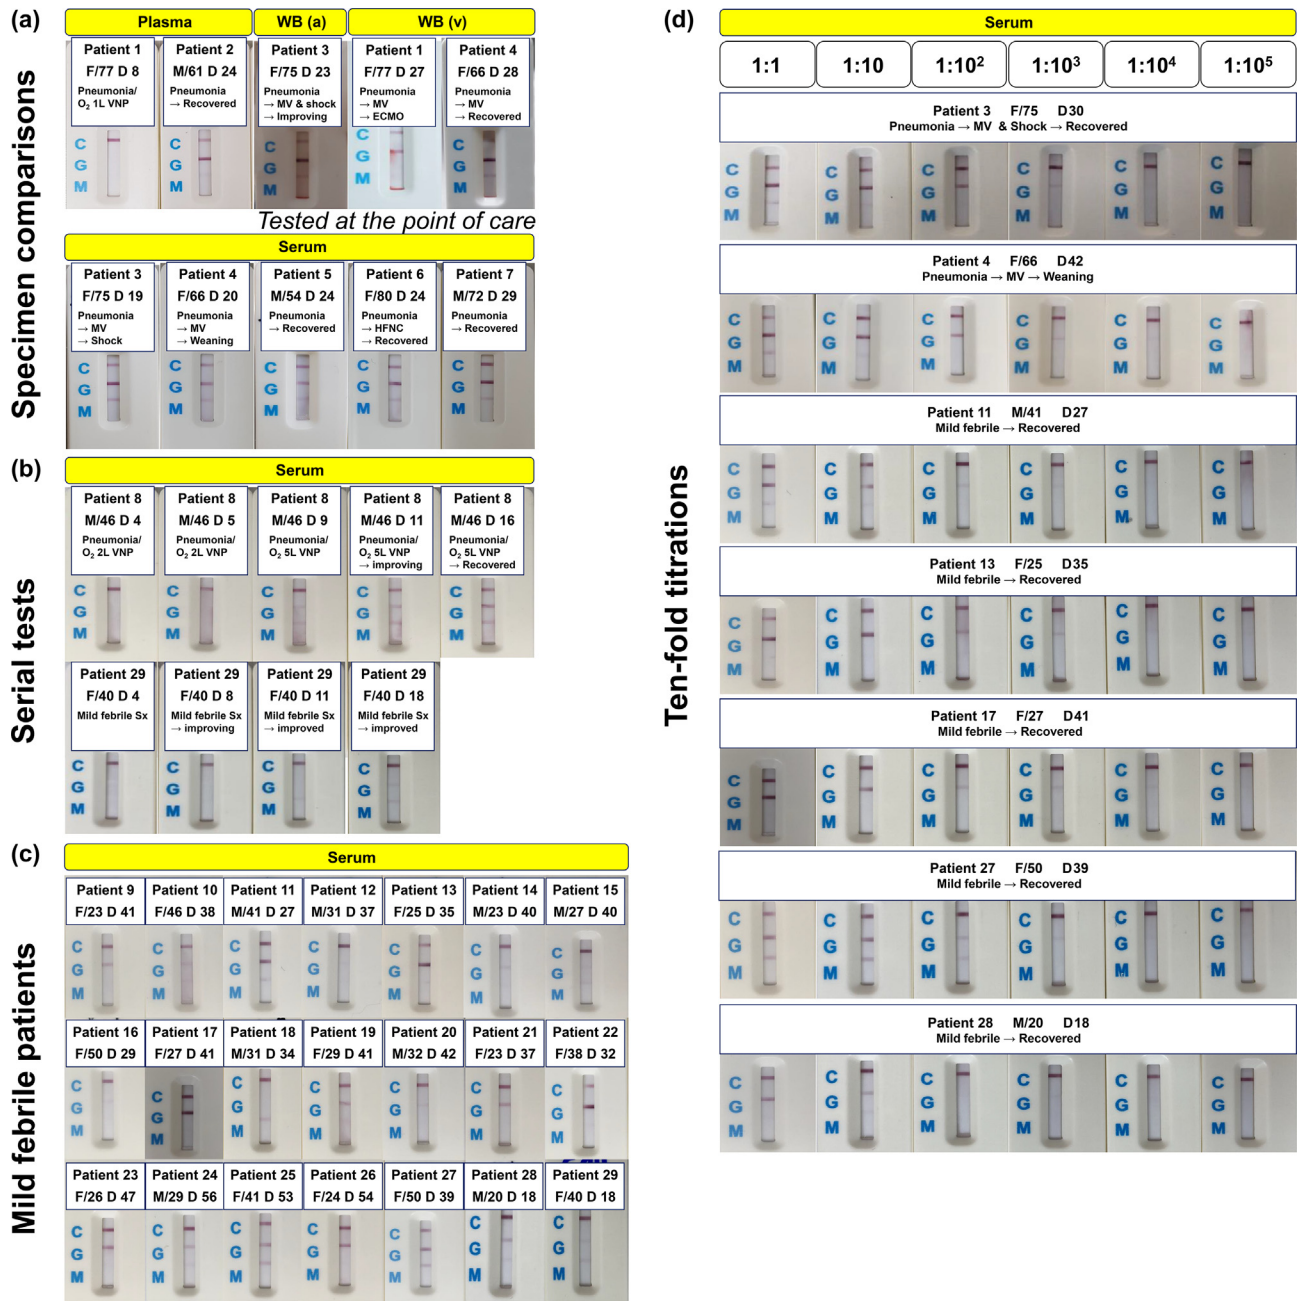 (a)
Specimen comparisons
Plasma
WB (a)
WB (v)
Patient 1
F/77 D 8
Pneumonia/
O₂ 1L VNP
Patient 2
M/61 D 24
Pneumonia
→ Recovered
Patient 3
F/75 D 23
Pneumonia
→ MV & shock
→ Improving
Patient 1
F/77 D 27
Pneumonia
→ MV
→ ECMO
Patient 4
F/66 D 28
Pneumonia
→ MV
→ Recovered
C
G
M
Tested at the point of care
Serum
Patient 3
F/75 D 19
Pneumonia
→ MV
→ Shock
Patient 4
F/66 D 20
Pneumonia
→ MV
→ Weaning
Patient 5
M/54 D 24
Pneumonia
→ Recovered
Patient 6
F/80 D 24
Pneumonia
→ HFNC
→ Recovered
Patient 7
M/72 D 29
Pneumonia
→ Recovered
C
G
M
(b)
Serial tests
Serum
Patient 8
M/46 D 4
Pneumonia/
O₂ 2L VNP
Patient 8
M/46 D 5
Pneumonia/
O₂ 2L VNP
Patient 8
M/46 D 9
Pneumonia/
O₂ 5L VNP
Patient 8
M/46 D 11
Pneumonia/
O₂ 5L VNP
→ improving
Patient 8
M/46 D 16
Pneumonia/
O₂ 5L VNP
→ Recovered
C
G
M
Patient 29
F/40 D 4
Mild febrile Sx
Patient 29
F/40 D 8
Mild febrile Sx
→ improving
Patient 29
F/40 D 11
Mild febrile Sx
→ improved
Patient 29
F/40 D 18
Mild febrile Sx
→ improved
C
G
M
(c)
Mild febrile patients
Serum
Patient 9
F/23 D 41
Patient 10
F/46 D 38
Patient 11
M/41 D 27
Patient 12
M/31 D 37
Patient 13
F/25 D 35
Patient 14
M/23 D 40
Patient 15
M/27 D 40
C
G
M
Patient 16
F/50 D 29
Patient 17
F/27 D 41
Patient 18
M/31 D 34
Patient 19
F/29 D 41
Patient 20
M/32 D 42
Patient 21
F/23 D 37
Patient 22
F/38 D 32
C
G
M
Patient 23
F/26 D 47
Patient 24
M/29 D 56
Patient 25
F/41 D 53
Patient 26
F/24 D 54
Patient 27
F/50 D 39
Patient 28
M/20 D 18
Patient 29
F/40 D 18
C
G
M
(d)
Ten-fold titrations
Serum
1:1 1:10 1:10² 1:10³ 1:10⁴ 1:10⁵
Patient 3 F/75 D30
Pneumonia → MV & Shock → Recovered
C C C C C C
G G G G G G
M M M M M M
Patient 4 F/66 D42
Pneumonia → MV → Weaning
C C C C C C
G G G G G G
M M M M M M
Patient 11 M/41 D27
Mild febrile → Recovered
C C C C C C
G G G G G G
M M M M M M
Patient 13 F/25 D35
Mild febrile → Recovered
C C C C C C
G G G G G G
M M M M M M
Patient 17 F/27 D41
Mild febrile → Recovered
C C C C C C
G G G G G G
M M M M M M
Patient 27 F/50 D39
Mild febrile → Recovered
C C C C C C
G G G G G G
M M M M M M
Patient 28 M/20 D18
Mild febrile → Recovered
C C C C C C
G G G G G G
M M M M M M